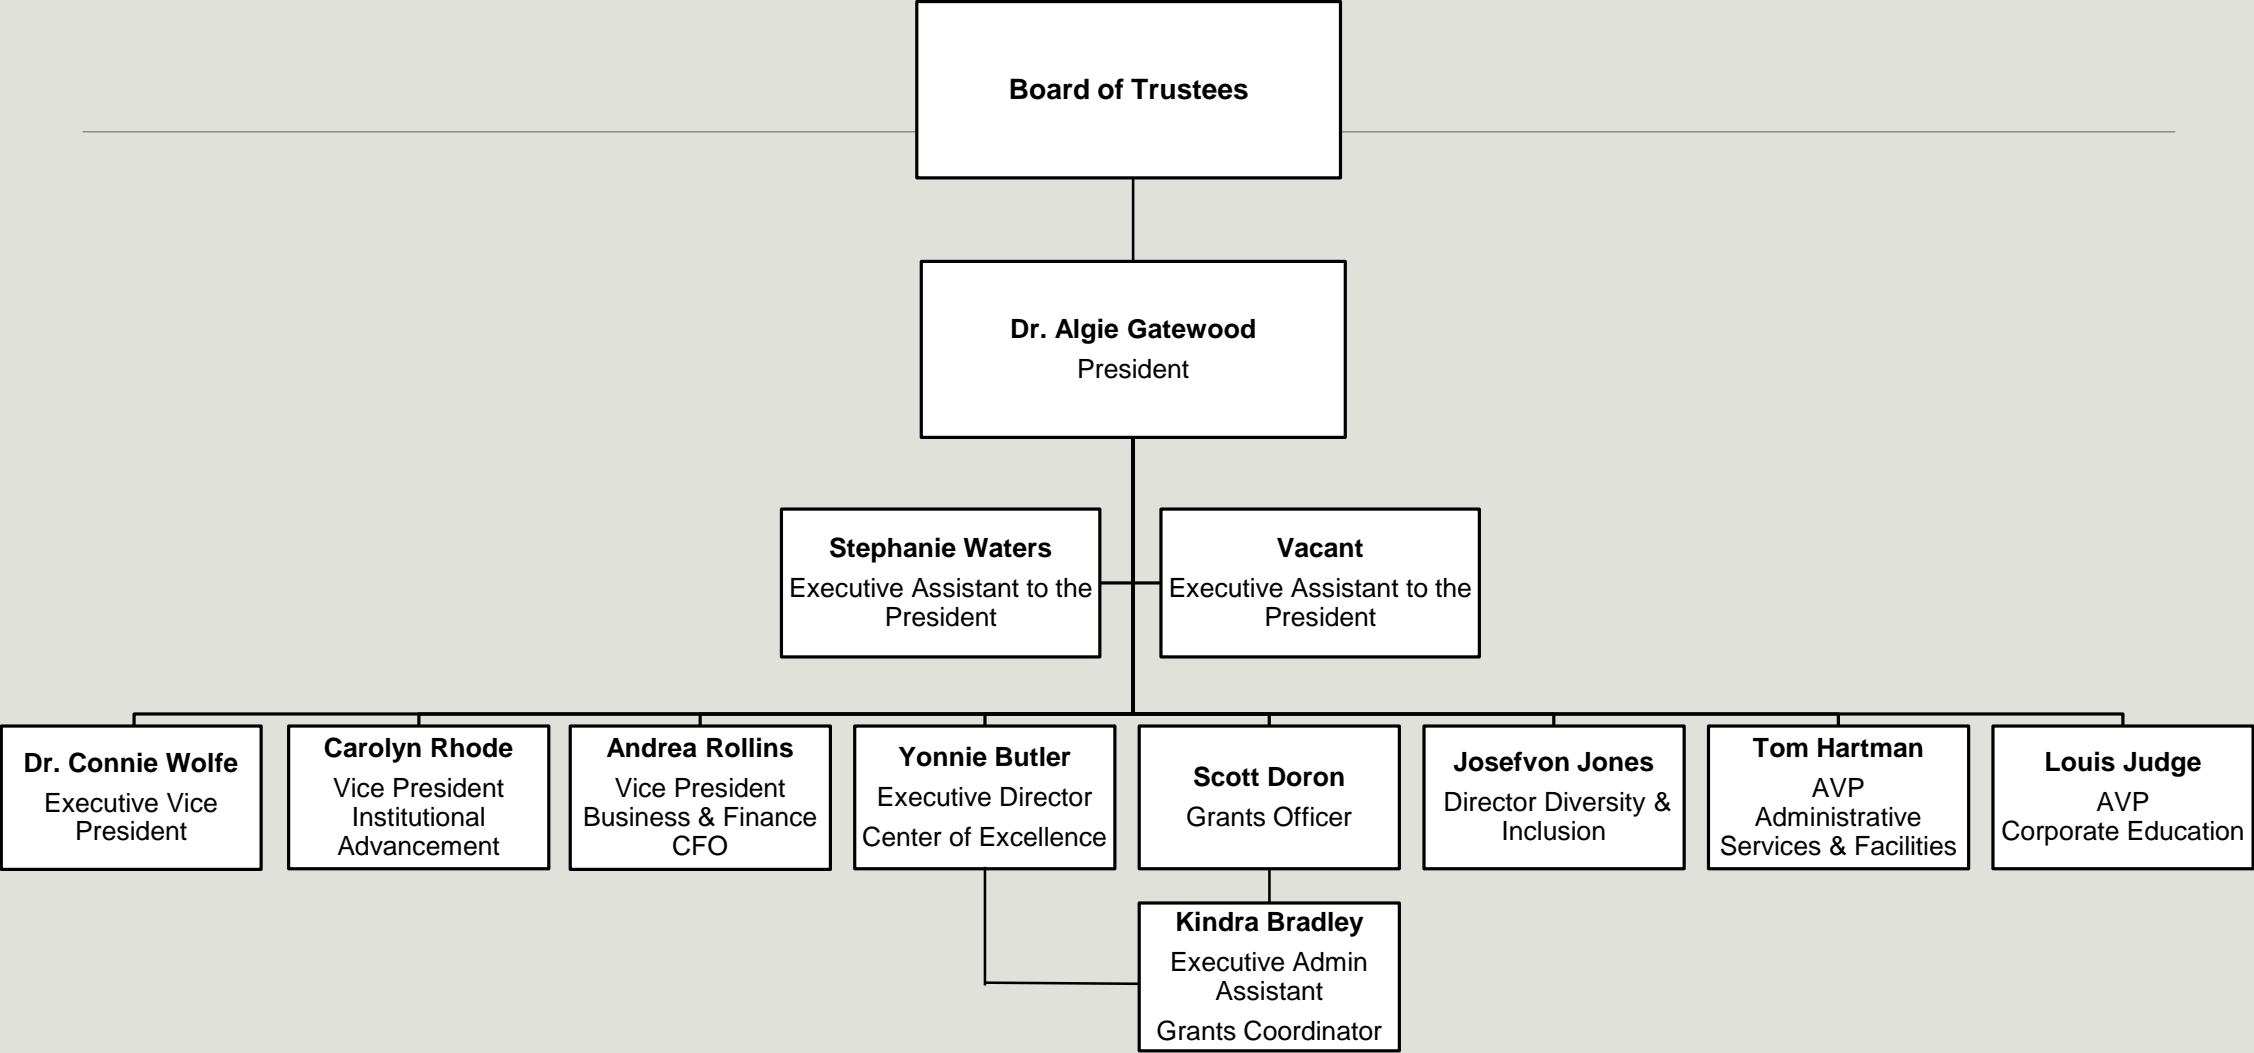 Board of Trustees
Dr. Algie Gatewood
President
Stephanie Waters
Executive Assistant to the
President
Vacant
Executive Assistant to the
President
Dr. Connie Wolfe
Executive Vice
President
Carolyn Rhode
Vice President
Institutional
Advancement
Andrea Rollins
Vice President
Business & Finance
CFO
Yonnie Butler
Executive Director
Center of Excellence
Scott Doron
Grants Officer
Josefvon Jones
Director Diversity &
Inclusion
Tom Hartman
AVP
Administrative
Services & Facilities
Louis Judge
AVP
Corporate Education
Kindra Bradley
Executive Admin
Assistant
Grants Coordinator